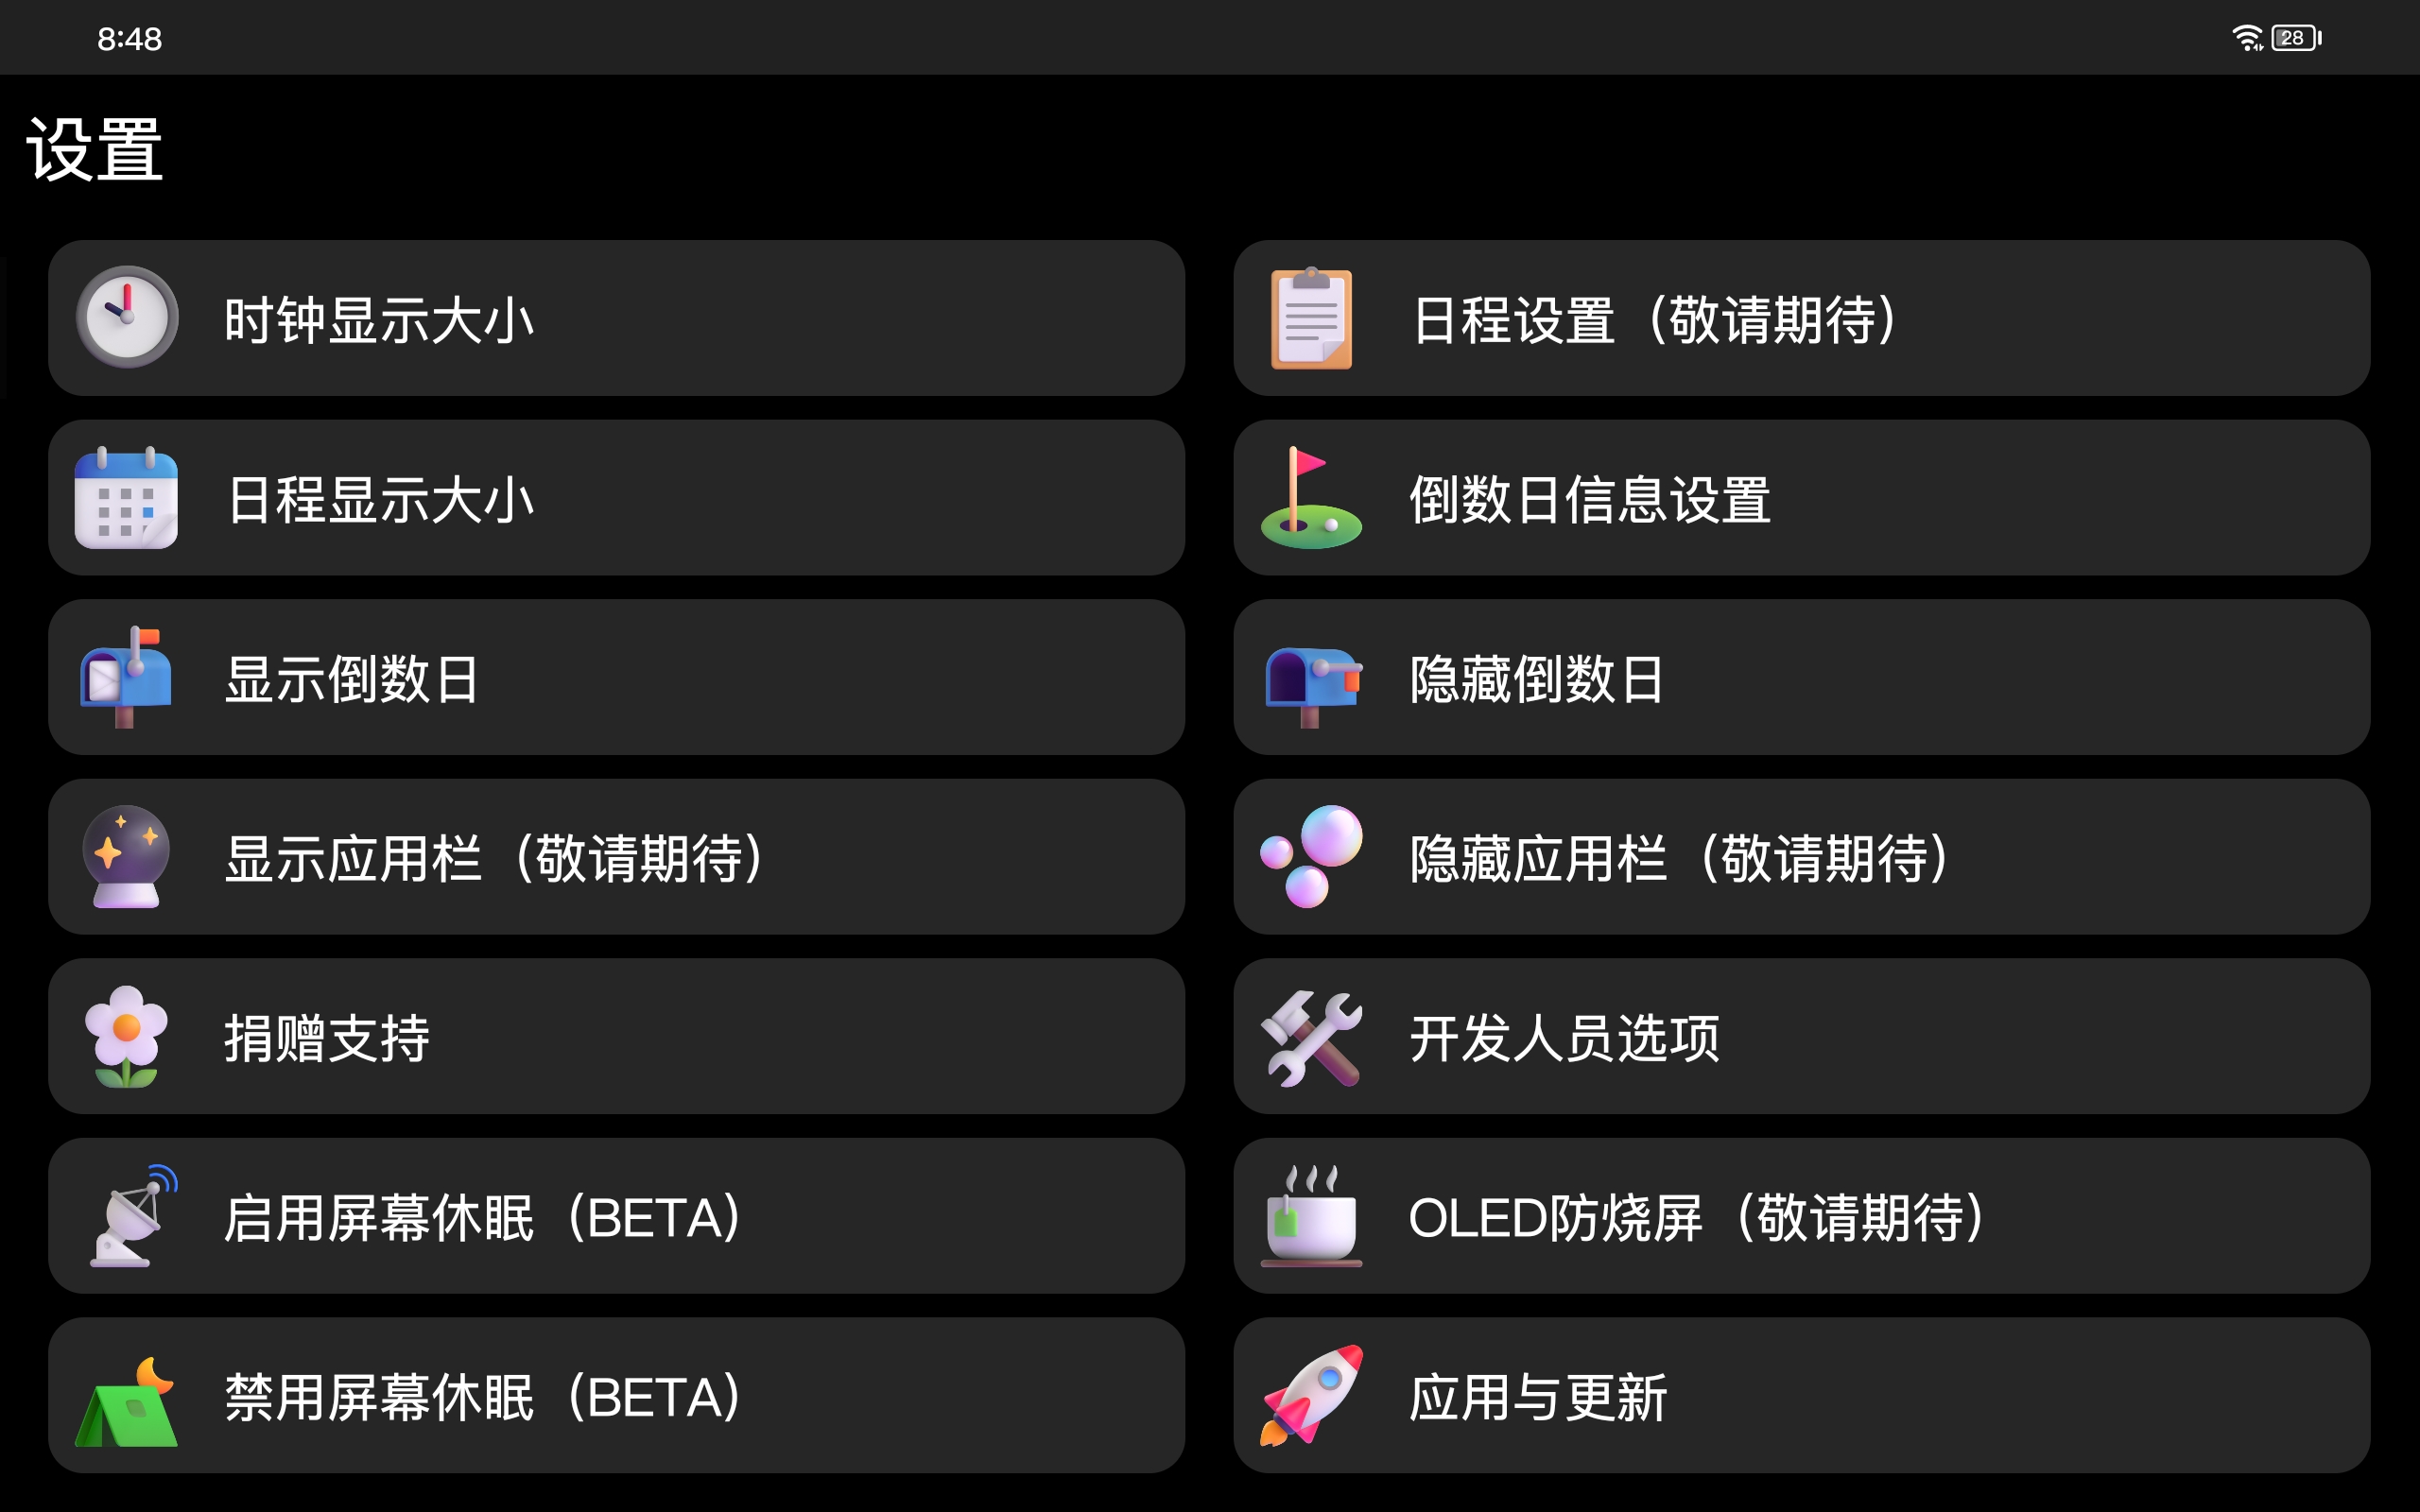 8:48
28
设置
时钟显示大小
日程设置（敬请期待）
日程显示大小
倒数日信息设置
显示倒数日
隐藏倒数日
显示应用栏（敬请期待）
隐藏应用栏（敬请期待）
捐赠支持
开发人员选项
启用屏幕休眠（BETA）
OLED防烧屏（敬请期待）
禁用屏幕休眠（BETA）
应用与更新